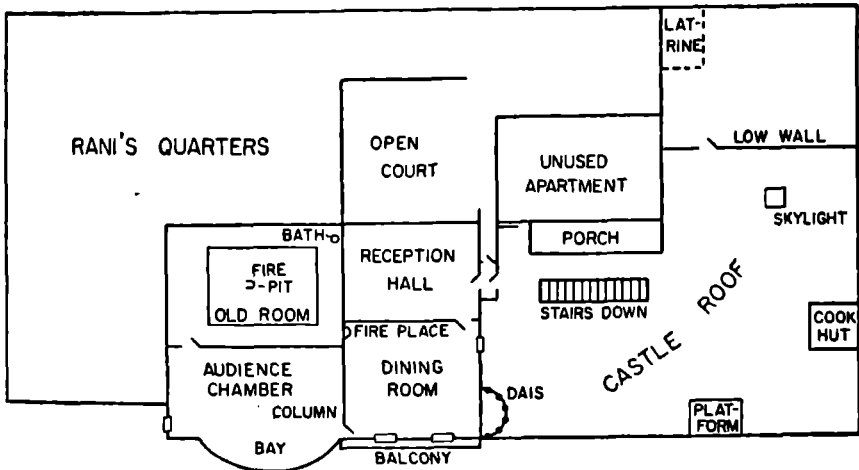 LAT-
RINE
RANI'S QUARTERS
OPEN
COURT
LOW WALL
UNUSED
APARTMENT
SKYLIGHT
BATH
RECEPTION
HALL
PORCH
FIRE
PIT
OLD ROOM
STAIRS DOWN
CASTLE ROOF
COOK
HUT
FIRE PLACE
AUDIENCE
CHAMBER
DINING
ROOM
COLUMN
DAIS
PLAT-
FORM
BAY
BALCONY